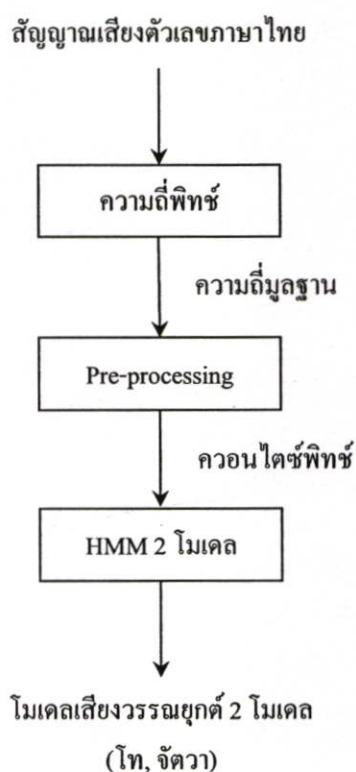 สัญญาณเสียงตัวเลขภาษาไทย
ความถี่พิทช์
ความถี่มูลฐาน
Pre-processing
ควอนไตซ์พิทช์
HMM 2 โมเดล
โมเดลเสียงวรรณยุกต์ 2 โมเดล
(โท, จัตวา)